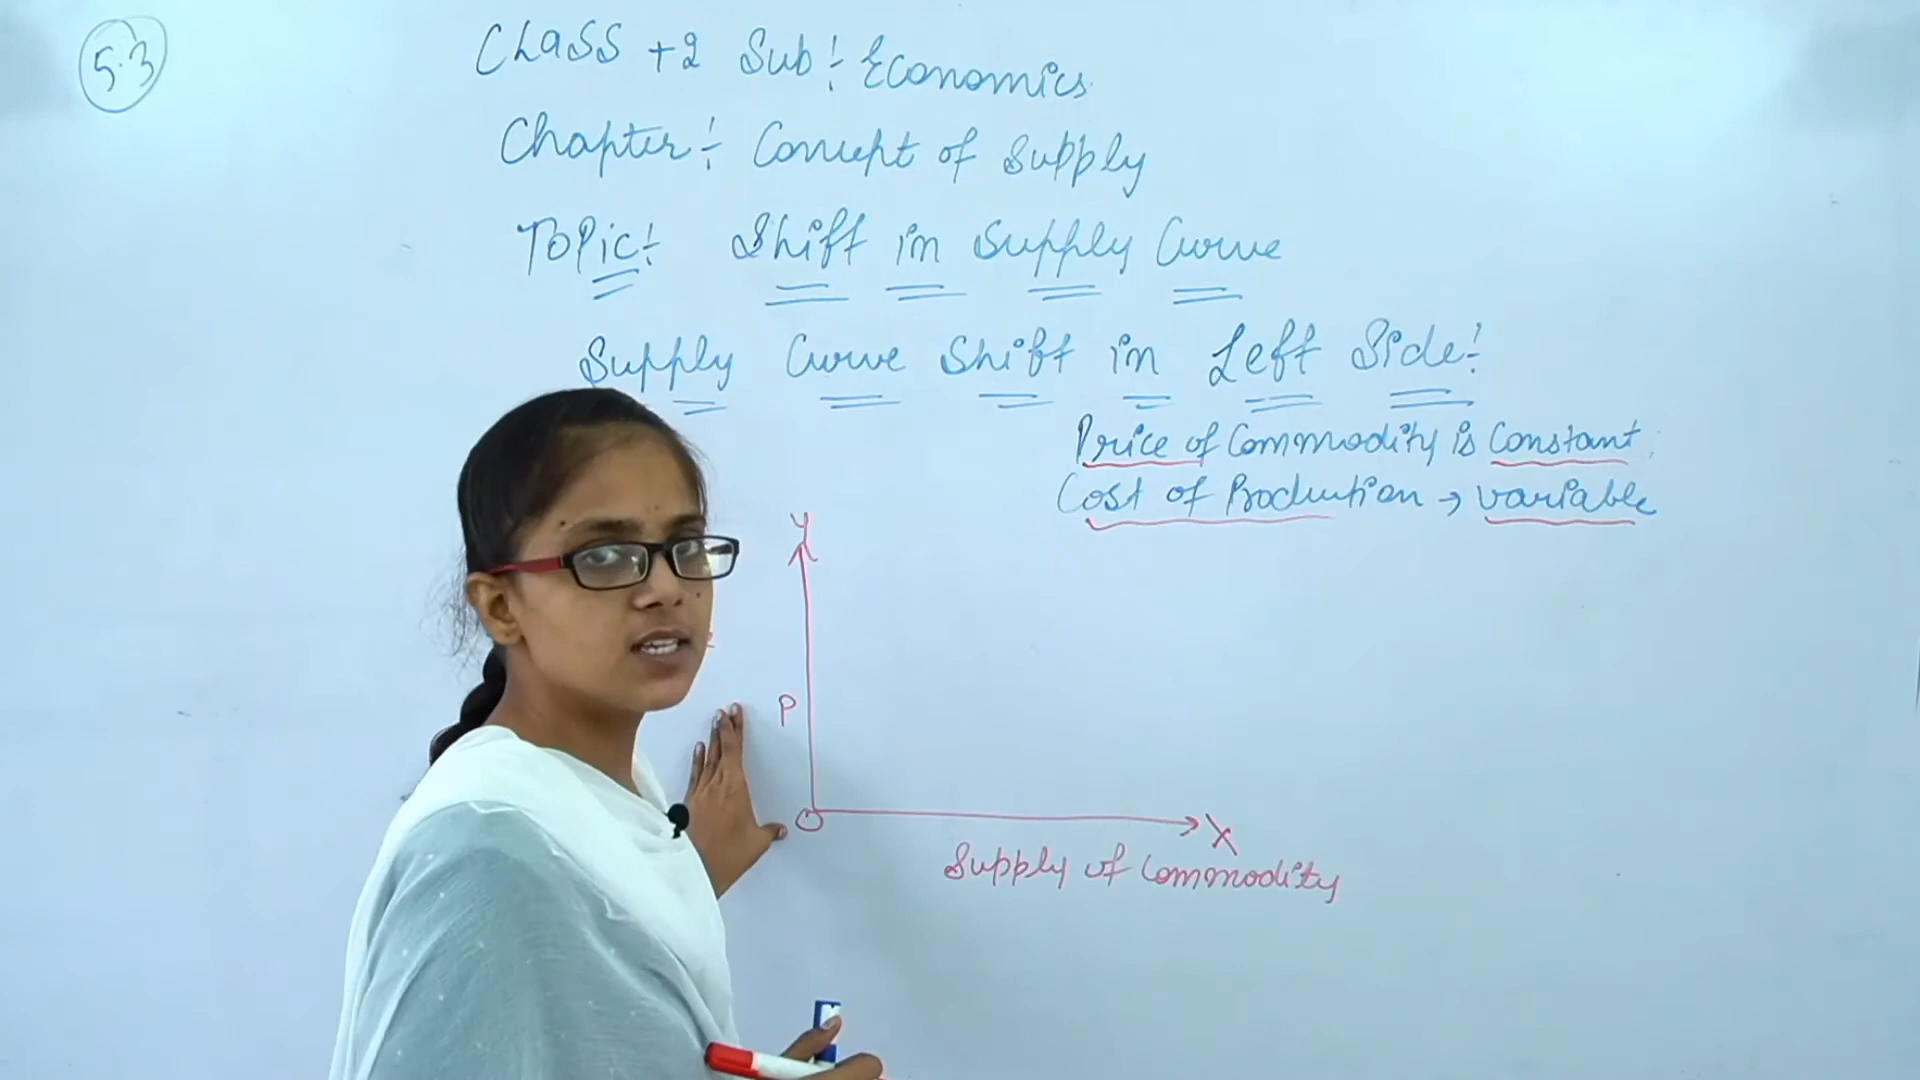 5.3
CLASS +2 Sub:- Economics
Chapter:- Concept of Supply
Topic:- Shift in Supply Curve
Supply Curve Shift in Left Side:-
Price of Commodity is Constant
Cost of Production → variable
Y
P
O
X
Supply of Commodity